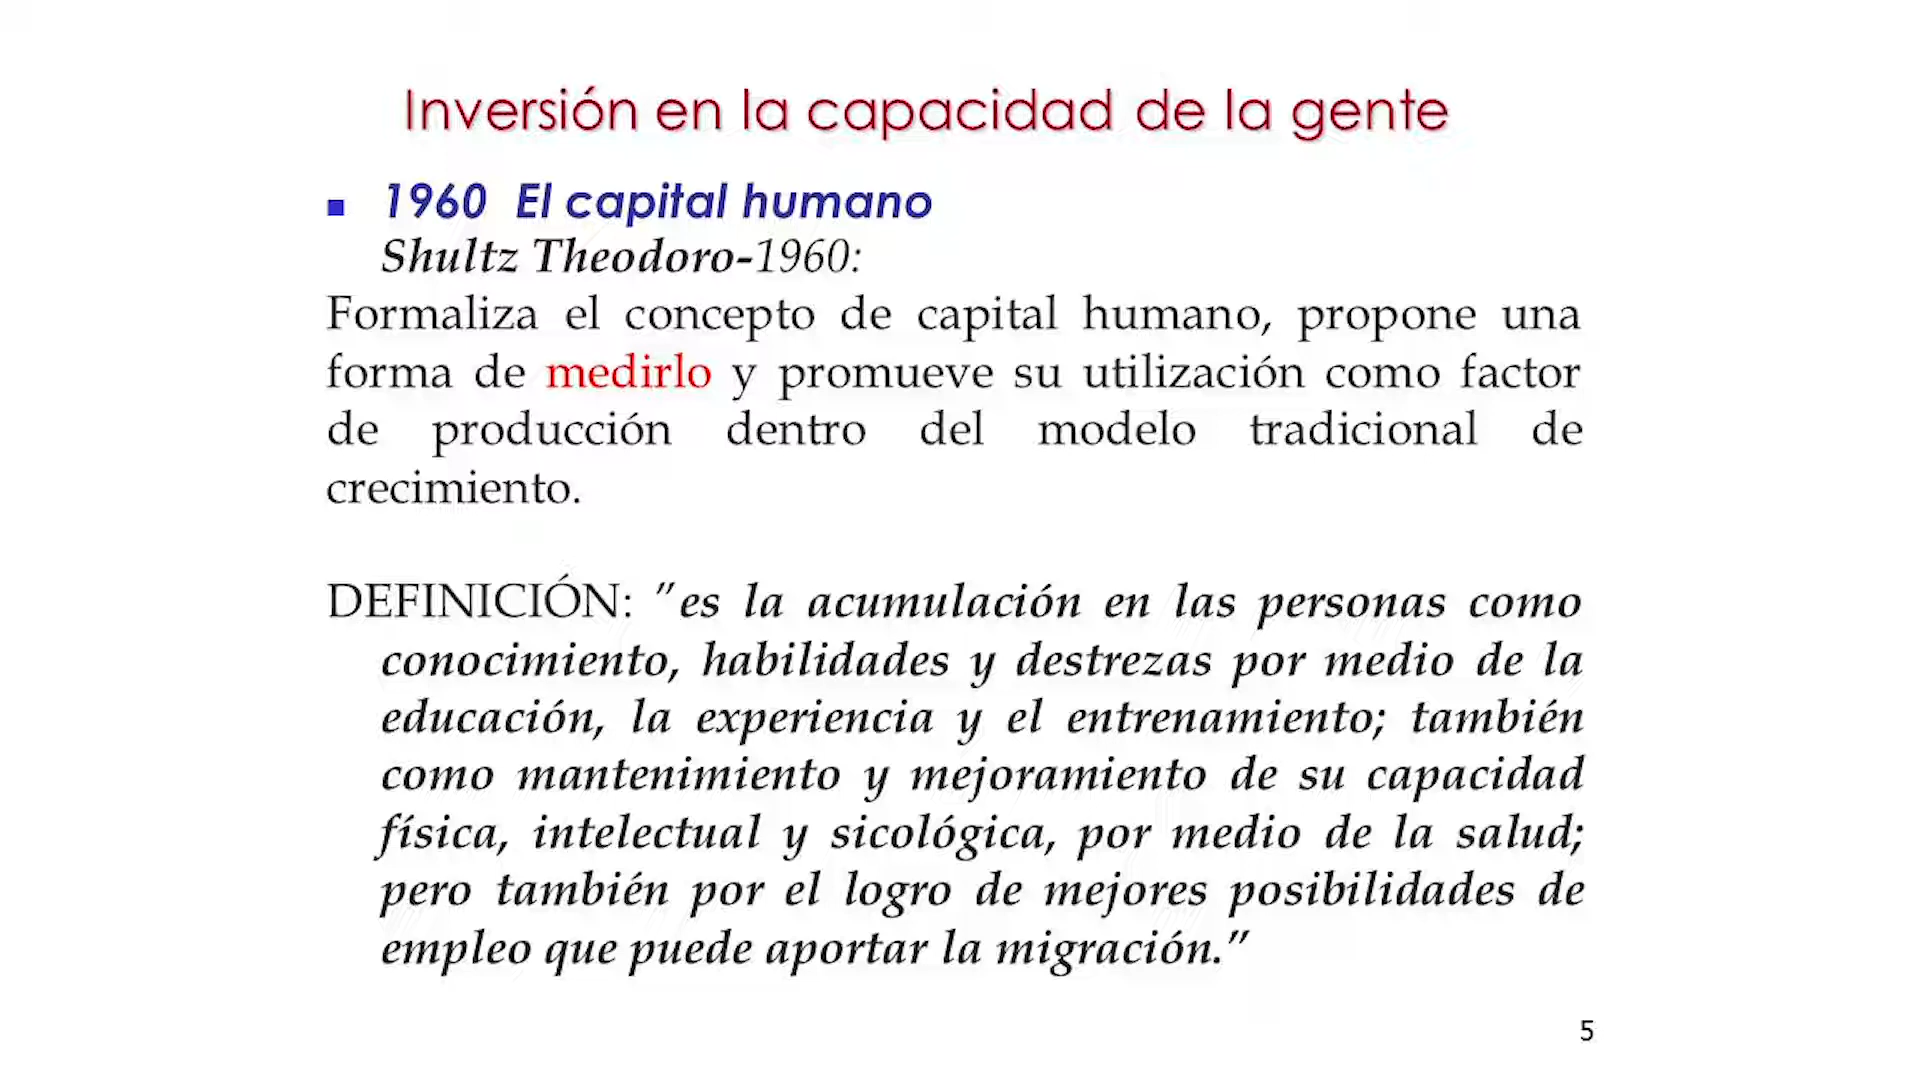 Inversión en la capacidad de la gente
1960 El capital humano
Shultz Theodoro-1960:
Formaliza el concepto de capital humano, propone una
forma de medirlo y promueve su utilización como factor
de producción dentro del modelo tradicional de
crecimiento.
DEFINICIÓN: "es la acumulación en las personas como
conocimiento, habilidades y destrezas por medio de la
educación, la experiencia y el entrenamiento; también
como mantenimiento y mejoramiento de su capacidad
física, intelectual y sicológica, por medio de la salud;
pero también por el logro de mejores posibilidades de
empleo que puede aportar la migración."
5